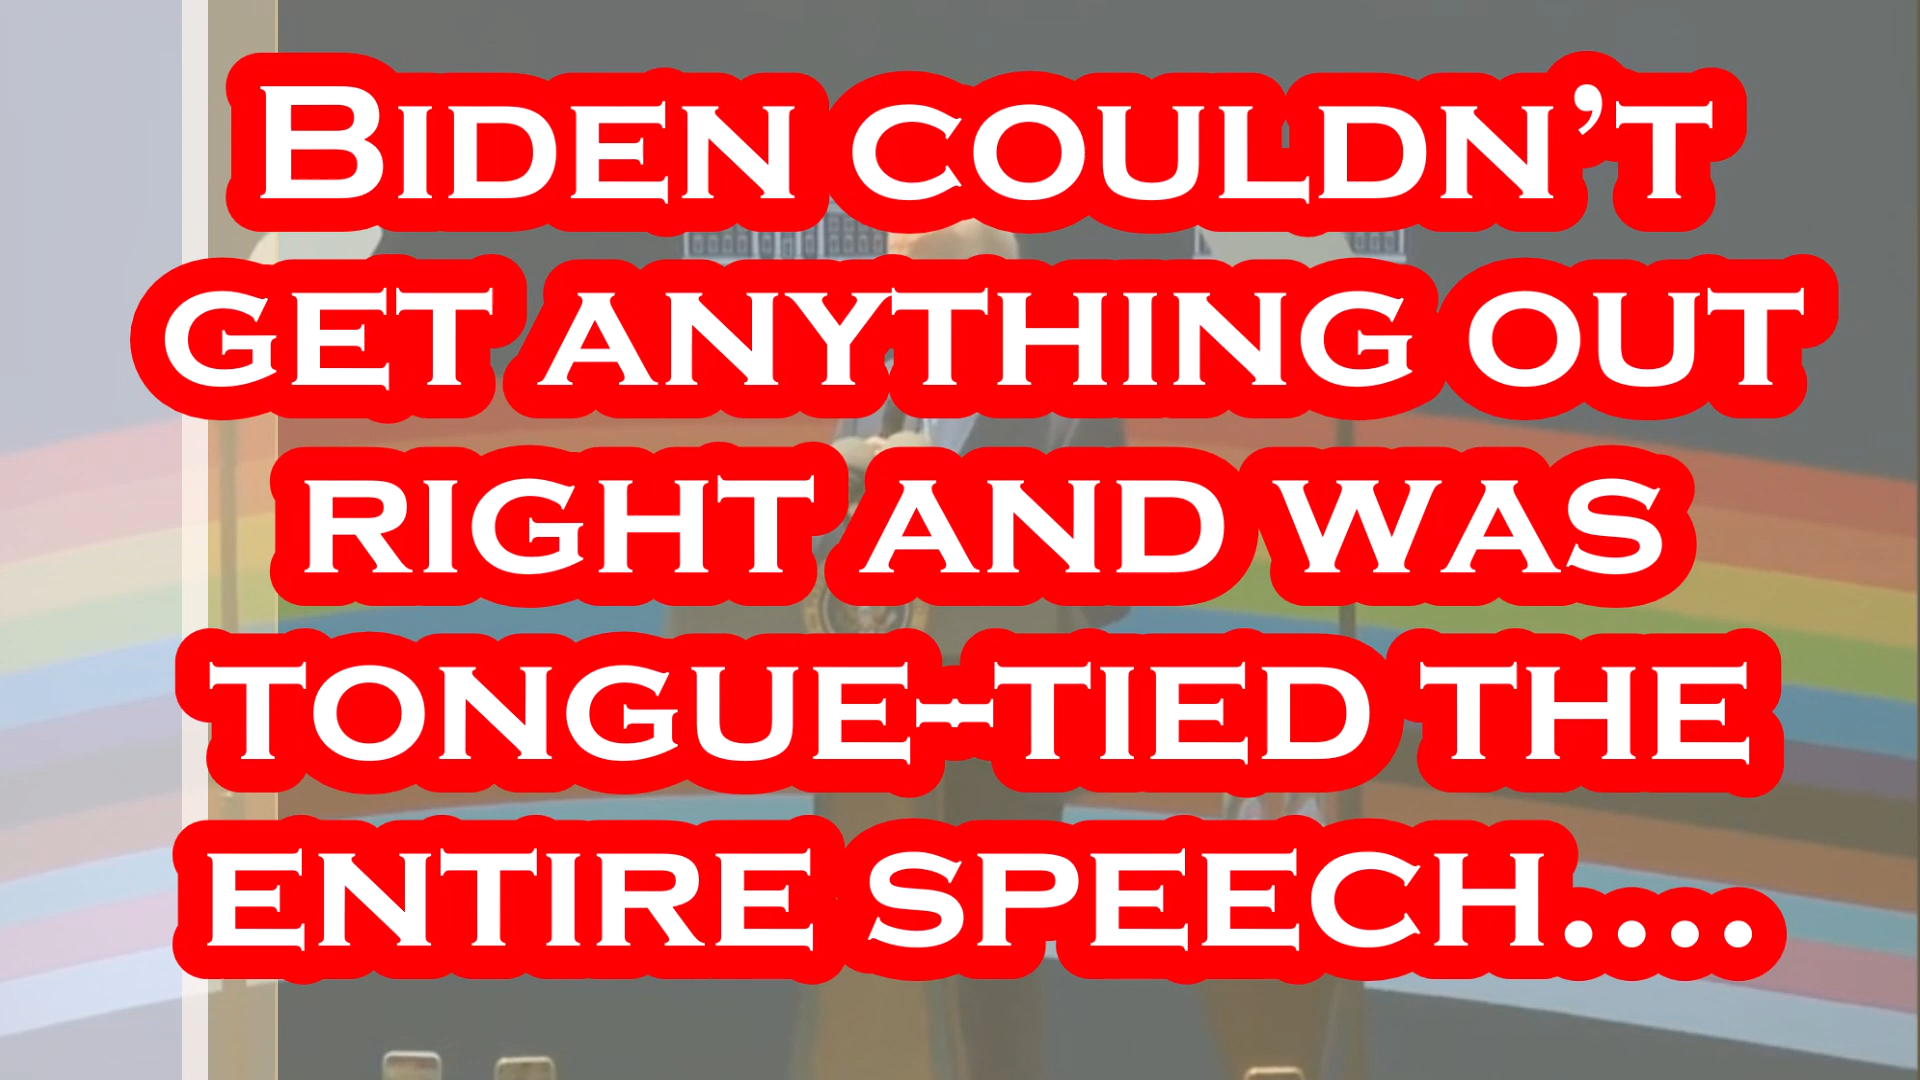 BIDEN COULDN’T
GET ANYTHING OUT
RIGHT AND WAS
TONGUE-TIED THE
ENTIRE SPEECH....